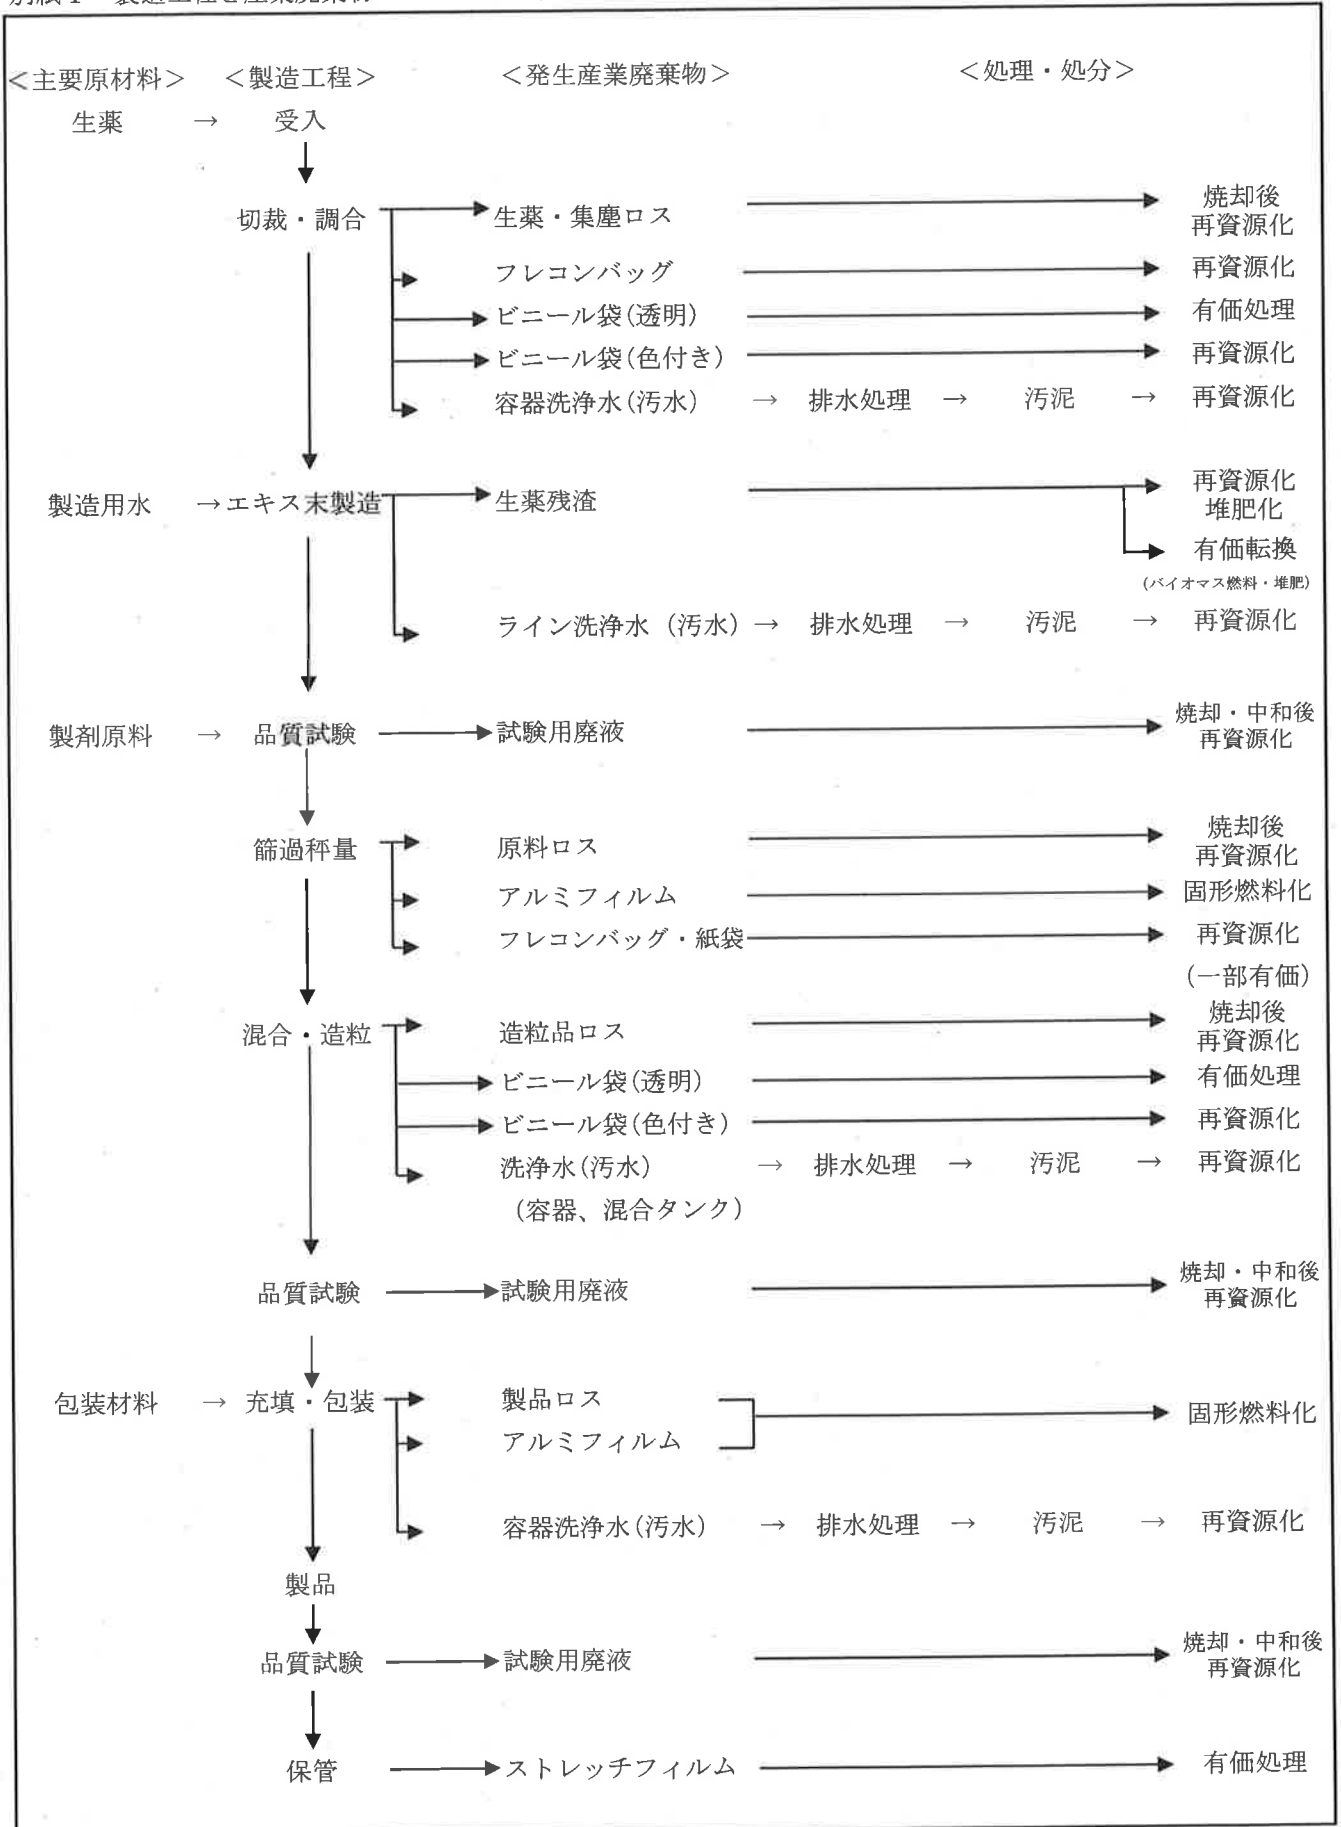 <主要原材料> <製造工程> <発生産業廃棄物> <処理・処分>
生薬 → 受入
切裁・調合 生薬・集塵ロス 焼却後
再資源化
フレコンバッグ 再資源化
ビニール袋(透明) 有価処理
ビニール袋(色付き) 再資源化
容器洗浄水(汚水) → 排水処理 → 汚泥 → 再資源化
製造用水 →エキス末製造 生薬残渣 再資源化
堆肥化
有価転換
(バイオマス燃料・堆肥)
ライン洗浄水(汚水)→ 排水処理 → 汚泥 → 再資源化
製剤原料 → 品質試験 試験用廃液 焼却・中和後
再資源化
篩過秤量 原料ロス 焼却後
再資源化
アルミフィルム 固形燃料化
フレコンバッグ・紙袋 再資源化
(一部有価)
混合・造粒 造粒品ロス 焼却後
再資源化
ビニール袋(透明) 有価処理
ビニール袋(色付き) 再資源化
洗浄水(汚水) → 排水処理 → 汚泥 → 再資源化
(容器、混合タンク)
品質試験 試験用廃液 焼却・中和後
再資源化
包装材料 → 充填・包装 製品ロス 固形燃料化
アルミフィルム
容器洗浄水(汚水) → 排水処理 → 汚泥 → 再資源化
製品
品質試験 試験用廃液 焼却・中和後
再資源化
保管 ストレッチフィルム 有価処理